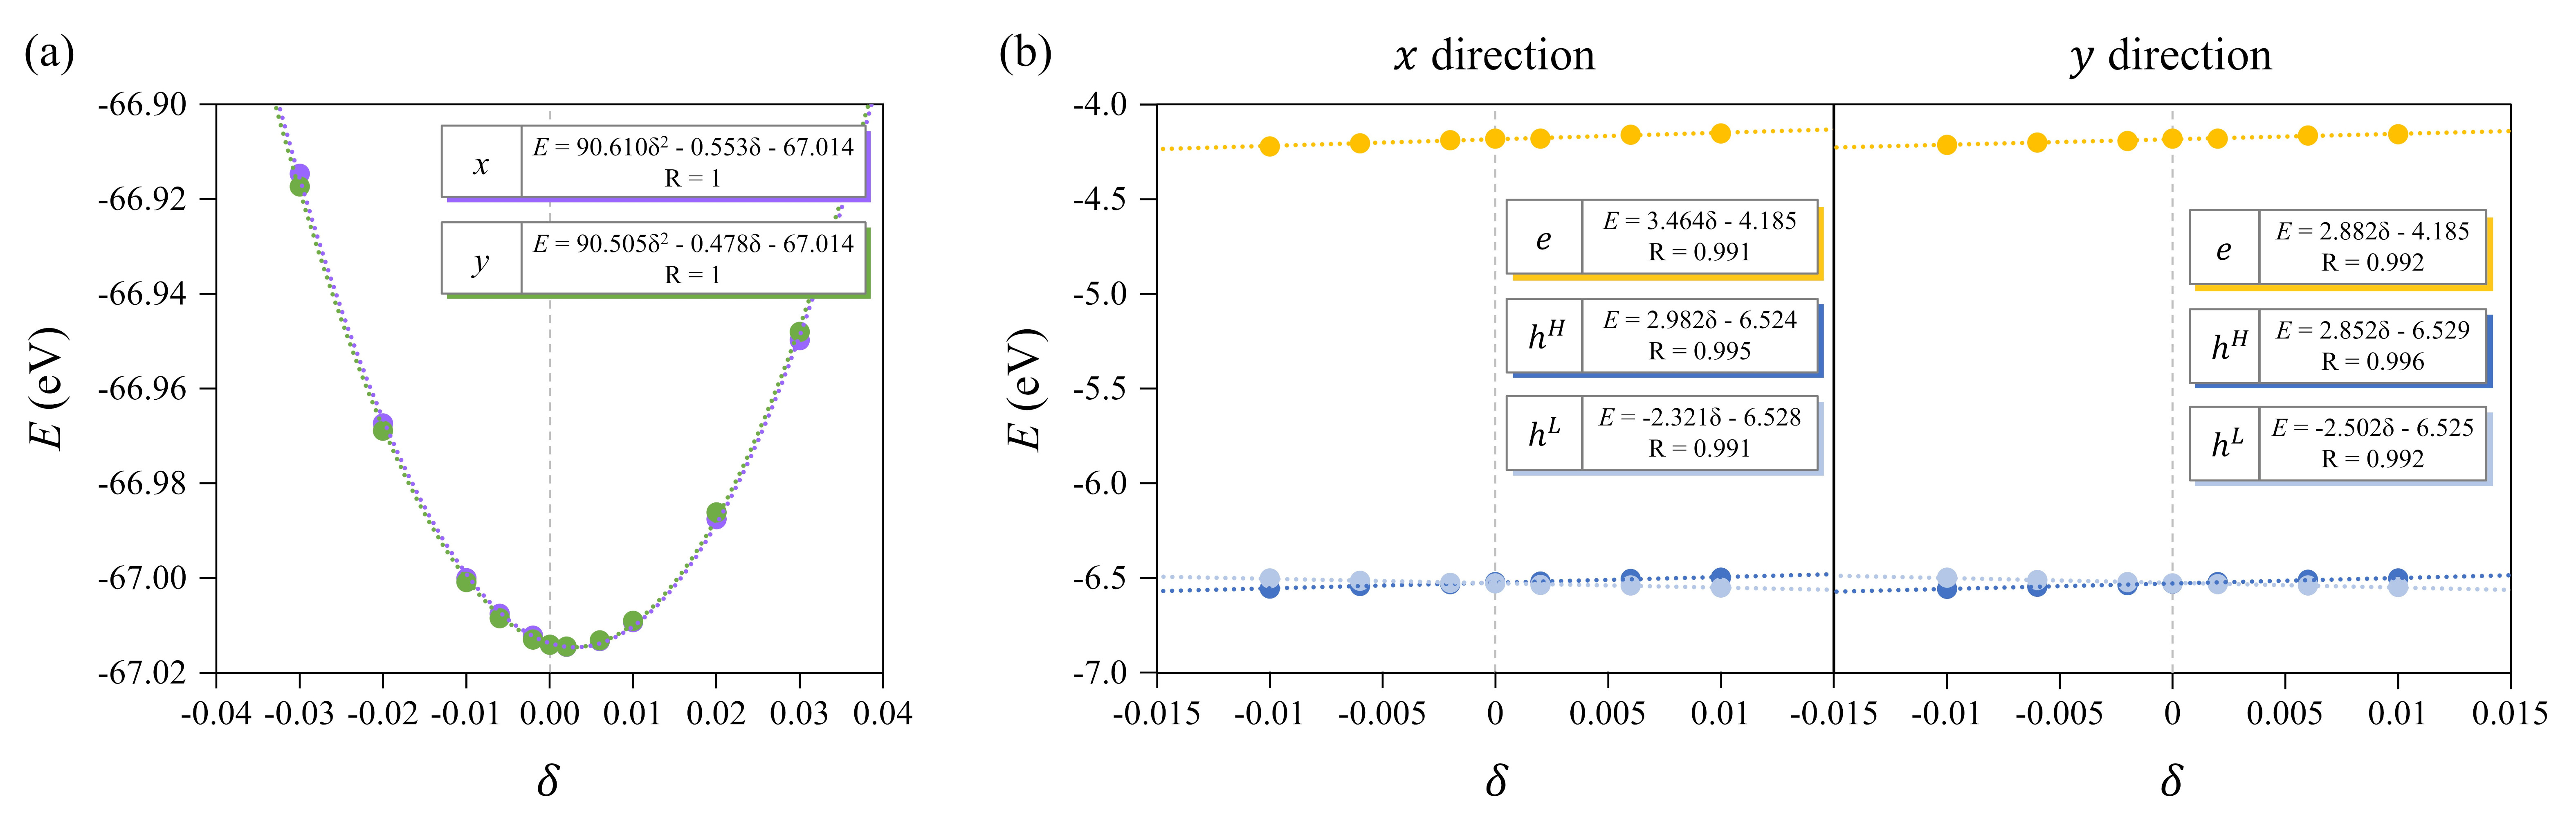 (a)
E (eV)
-66.90
-66.92
-66.94
-66.96
-66.98
-67.00
-67.02
-0.04 -0.03 -0.02 -0.01 0.00 0.01 0.02 0.03 0.04
δ
x
E = 90.610δ² - 0.553δ - 67.014
R = 1
y
E = 90.505δ² - 0.478δ - 67.014
R = 1
(b)
x direction
y direction
E (eV)
-4.0
-4.5
-5.0
-5.5
-6.0
-6.5
-7.0
e
E = 3.464δ - 4.185
R = 0.991
h^H
E = 2.982δ - 6.524
R = 0.995
h^L
E = -2.321δ - 6.528
R = 0.991
e
E = 2.882δ - 4.185
R = 0.992
h^H
E = 2.852δ - 6.529
R = 0.996
h^L
E = -2.502δ - 6.525
R = 0.992
-0.015 -0.01 -0.005 0 0.005 0.01 -0.015 -0.01 -0.005 0 0.005 0.01 0.015
δ
δ